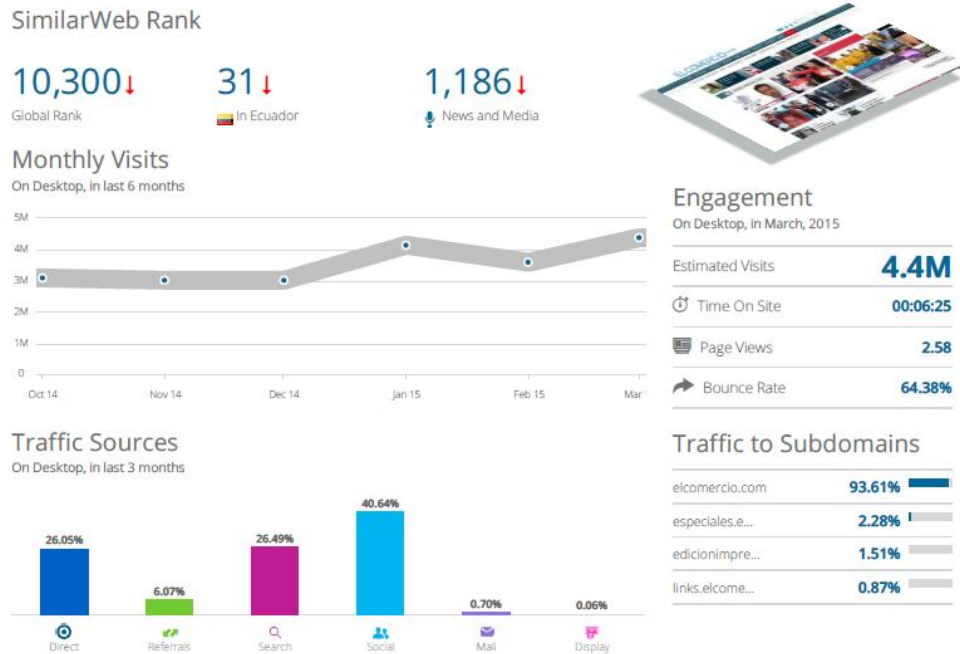 SimilarWeb Rank
10,300↓
Global Rank
31↓
In Ecuador
1,186↓
News and Media
Monthly Visits
On Desktop, in last 6 months
5M
4M
3M
2M
1M
0
Oct 14
Nov 14
Dec 14
Jan 15
Feb 15
Mar
Engagement
On Desktop, in March, 2015
Estimated Visits 4.4M
Time On Site 00:06:25
Page Views 2.58
Bounce Rate 64.38%
Traffic Sources
On Desktop, in last 3 months
26.05%
6.07%
26.49%
40.64%
0.70%
0.06%
Direct
Referrals
Search
Social
Mail
Display
Traffic to Subdomains
elcomercio.com 93.61%
especiales.e... 2.28%
edicionimpre... 1.51%
links.elcome... 0.87%